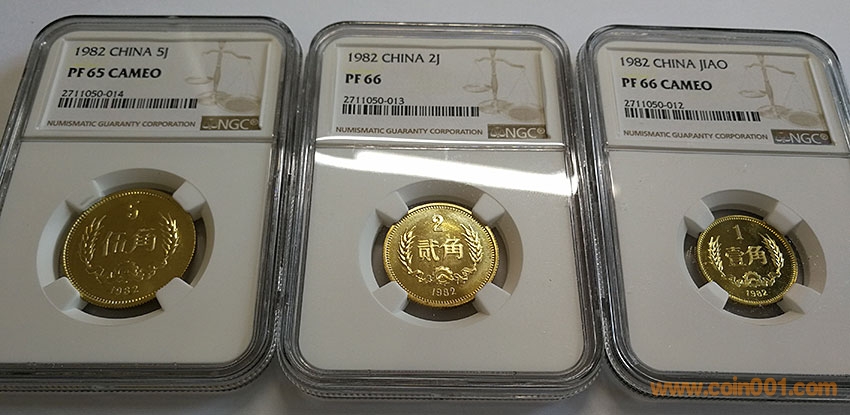 1982 CHINA 5J
PF 65 CAMEO
2711050-014
NUMISMATIC GUARANTY CORPORATION
NGC®
5
伍角
1982
1982 CHINA 2J
PF 66
2711050-013
NUMISMATIC GUARANTY CORPORATION
NGC®
2
贰角
1982
1982 CHINA JIAO
PF 66 CAMEO
2711050-012
NUMISMATIC GUARANTY CORPORATION
NGC®
1
壹角
1982
www.coin001.com